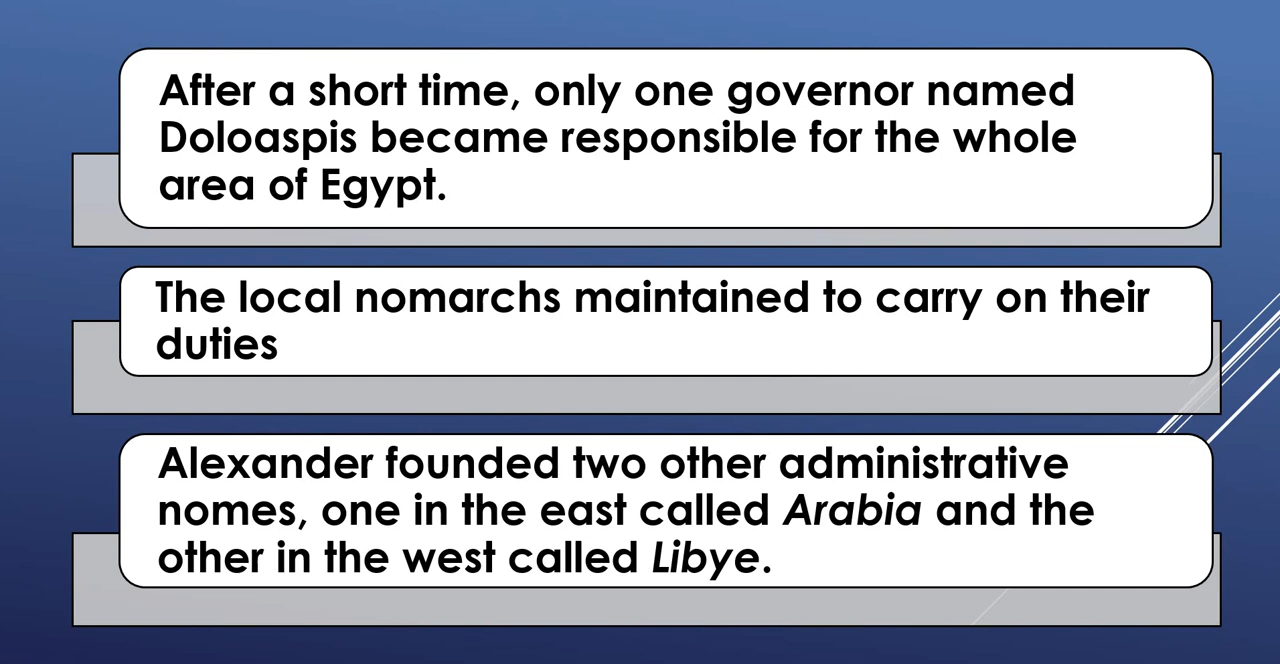 After a short time, only one governor named
Doloaspis became responsible for the whole
area of Egypt.
The local nomarchs maintained to carry on their
duties
Alexander founded two other administrative
nomes, one in the east called Arabia and the
other in the west called Libye.